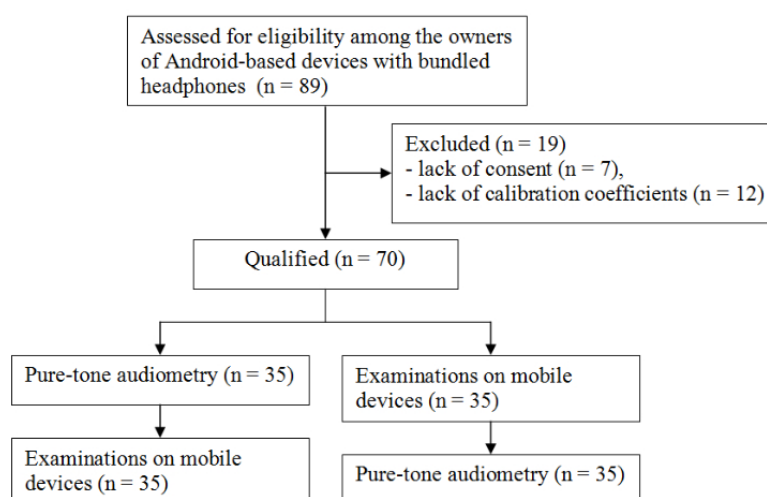 Assessed for eligibility among the owners
of Android-based devices with bundled
headphones (n = 89)
Excluded (n = 19)
- lack of consent (n = 7),
- lack of calibration coefficients (n = 12)
Qualified (n = 70)
Pure-tone audiometry (n = 35)
Examinations on mobile
devices (n = 35)
Examinations on mobile
devices (n = 35)
Pure-tone audiometry (n = 35)